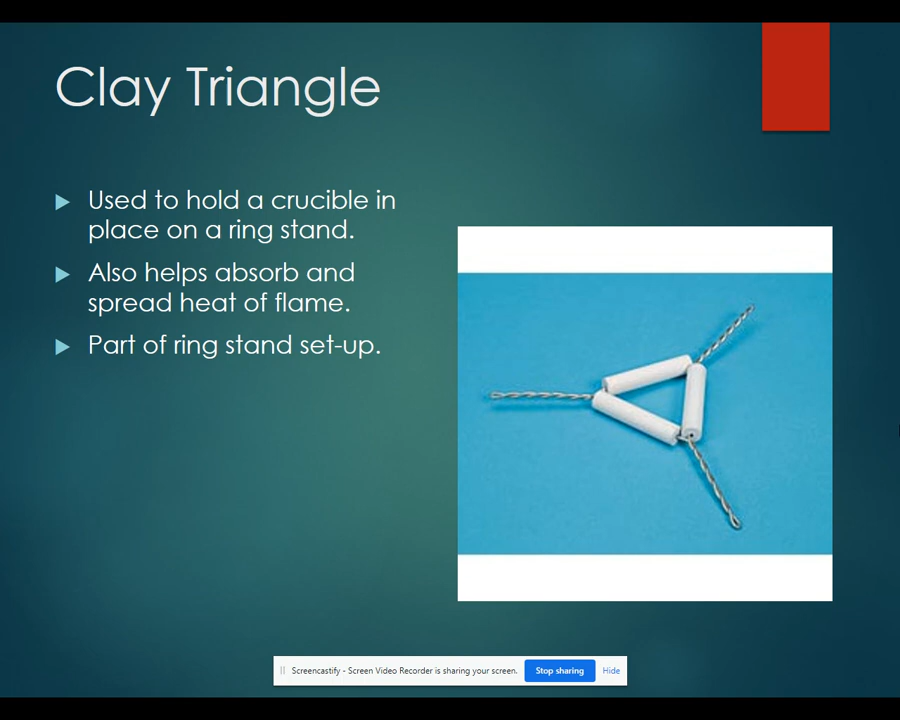 Clay Triangle
Used to hold a crucible in
place on a ring stand.
Also helps absorb and
spread heat of flame.
Part of ring stand set-up.
Screencastify - Screen Video Recorder is sharing your screen. Stop sharing Hide